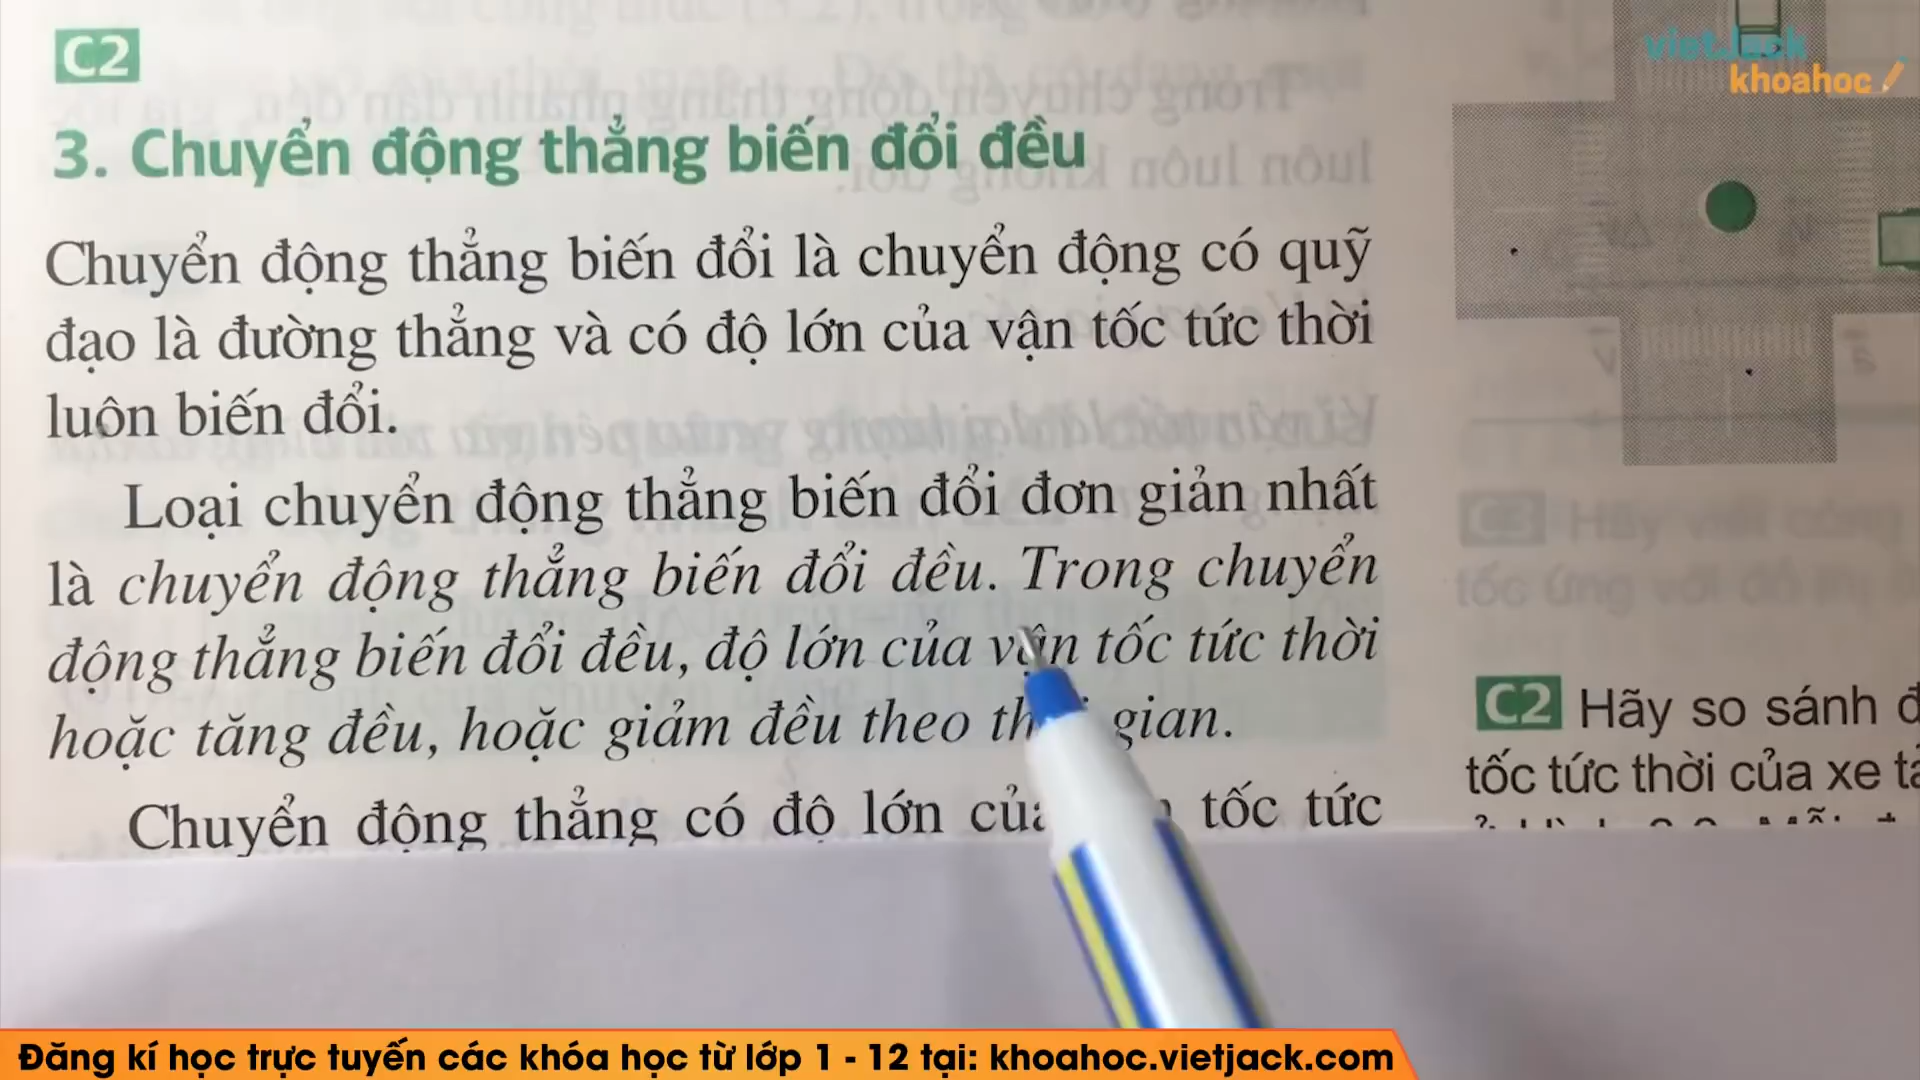 C2
3. Chuyển động thẳng biến đổi đều
Chuyển động thẳng biến đổi là chuyển động có quỹ
đạo là đường thẳng và có độ lớn của vận tốc tức thời
luôn biến đổi.
Loại chuyển động thẳng biến đổi đơn giản nhất
là chuyển động thẳng biến đổi đều. Trong chuyển
động thẳng biến đổi đều, độ lớn của vận tốc tức thời
hoặc tăng đều, hoặc giảm đều theo gian.
Chuyển động thẳng có độ lớn tốc tức
vietJack
khoahoc
C2 Hãy so sánh
tốc tức thời của xe
Đăng kí học trực tuyến các khóa học từ lớp 1 - 12 tại: khoahoc.vietjack.com